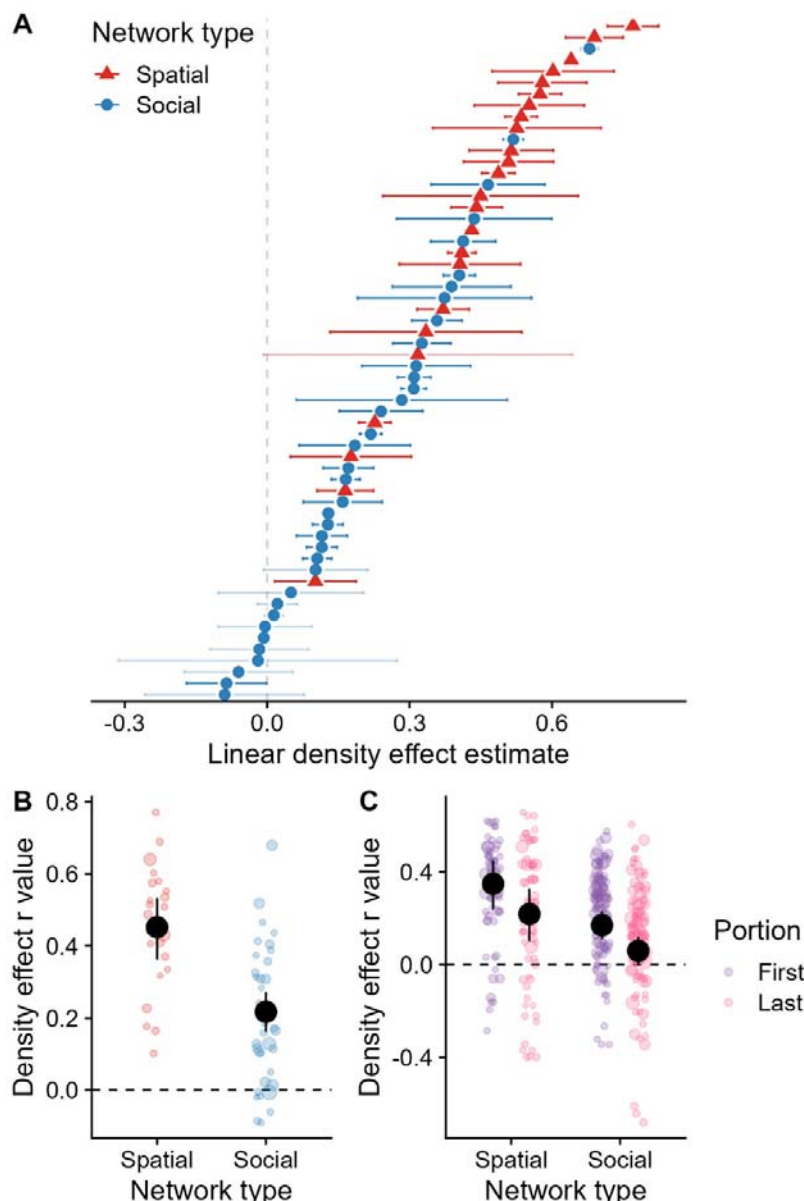 A
Network type
Spatial
Social
-0.3 0.0 0.3 0.6
Linear density effect estimate
B
Density effect r value
0.8
0.6
0.4
0.2
0.0
Spatial Social
Network type
C
Density effect r value
0.4
0.0
-0.4
Spatial Social
Network type
Portion
First
Last